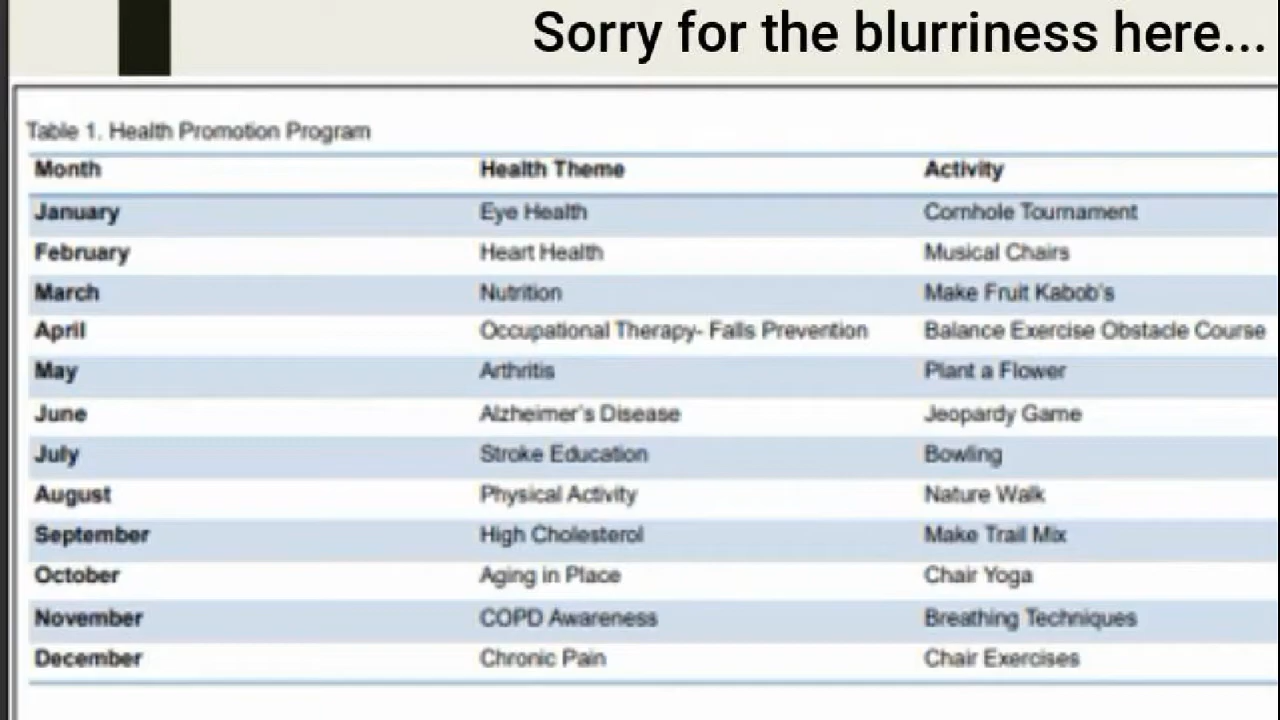 Sorry for the blurriness here...
Table 1. Health Promotion Program
Month Health Theme Activity
January Eye Health Cornhole Tournament
February Heart Health Musical Chairs
March Nutrition Make Fruit Kabob's
April Occupational Therapy- Falls Prevention Balance Exercise Obstacle Course
May Arthritis Plant a Flower
June Alzheimer's Disease Jeopardy Game
July Stroke Education Bowling
August Physical Activity Nature Walk
September High Cholesterol Make Trail Mix
October Aging in Place Chair Yoga
November COPD Awareness Breathing Techniques
December Chronic Pain Chair Exercises